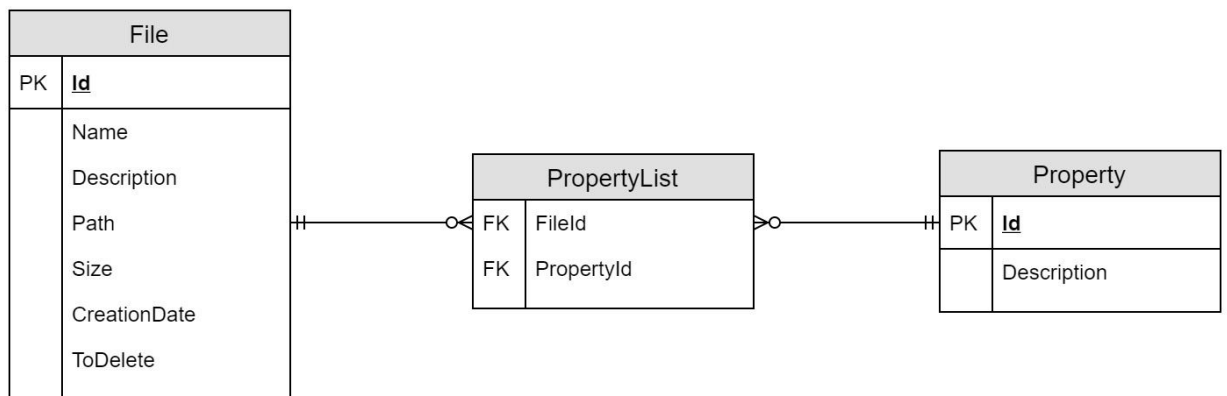 File
PK Id
Name
Description
Path
Size
CreationDate
ToDelete
PropertyList
FK FileId
FK PropertyId
Property
PK Id
Description